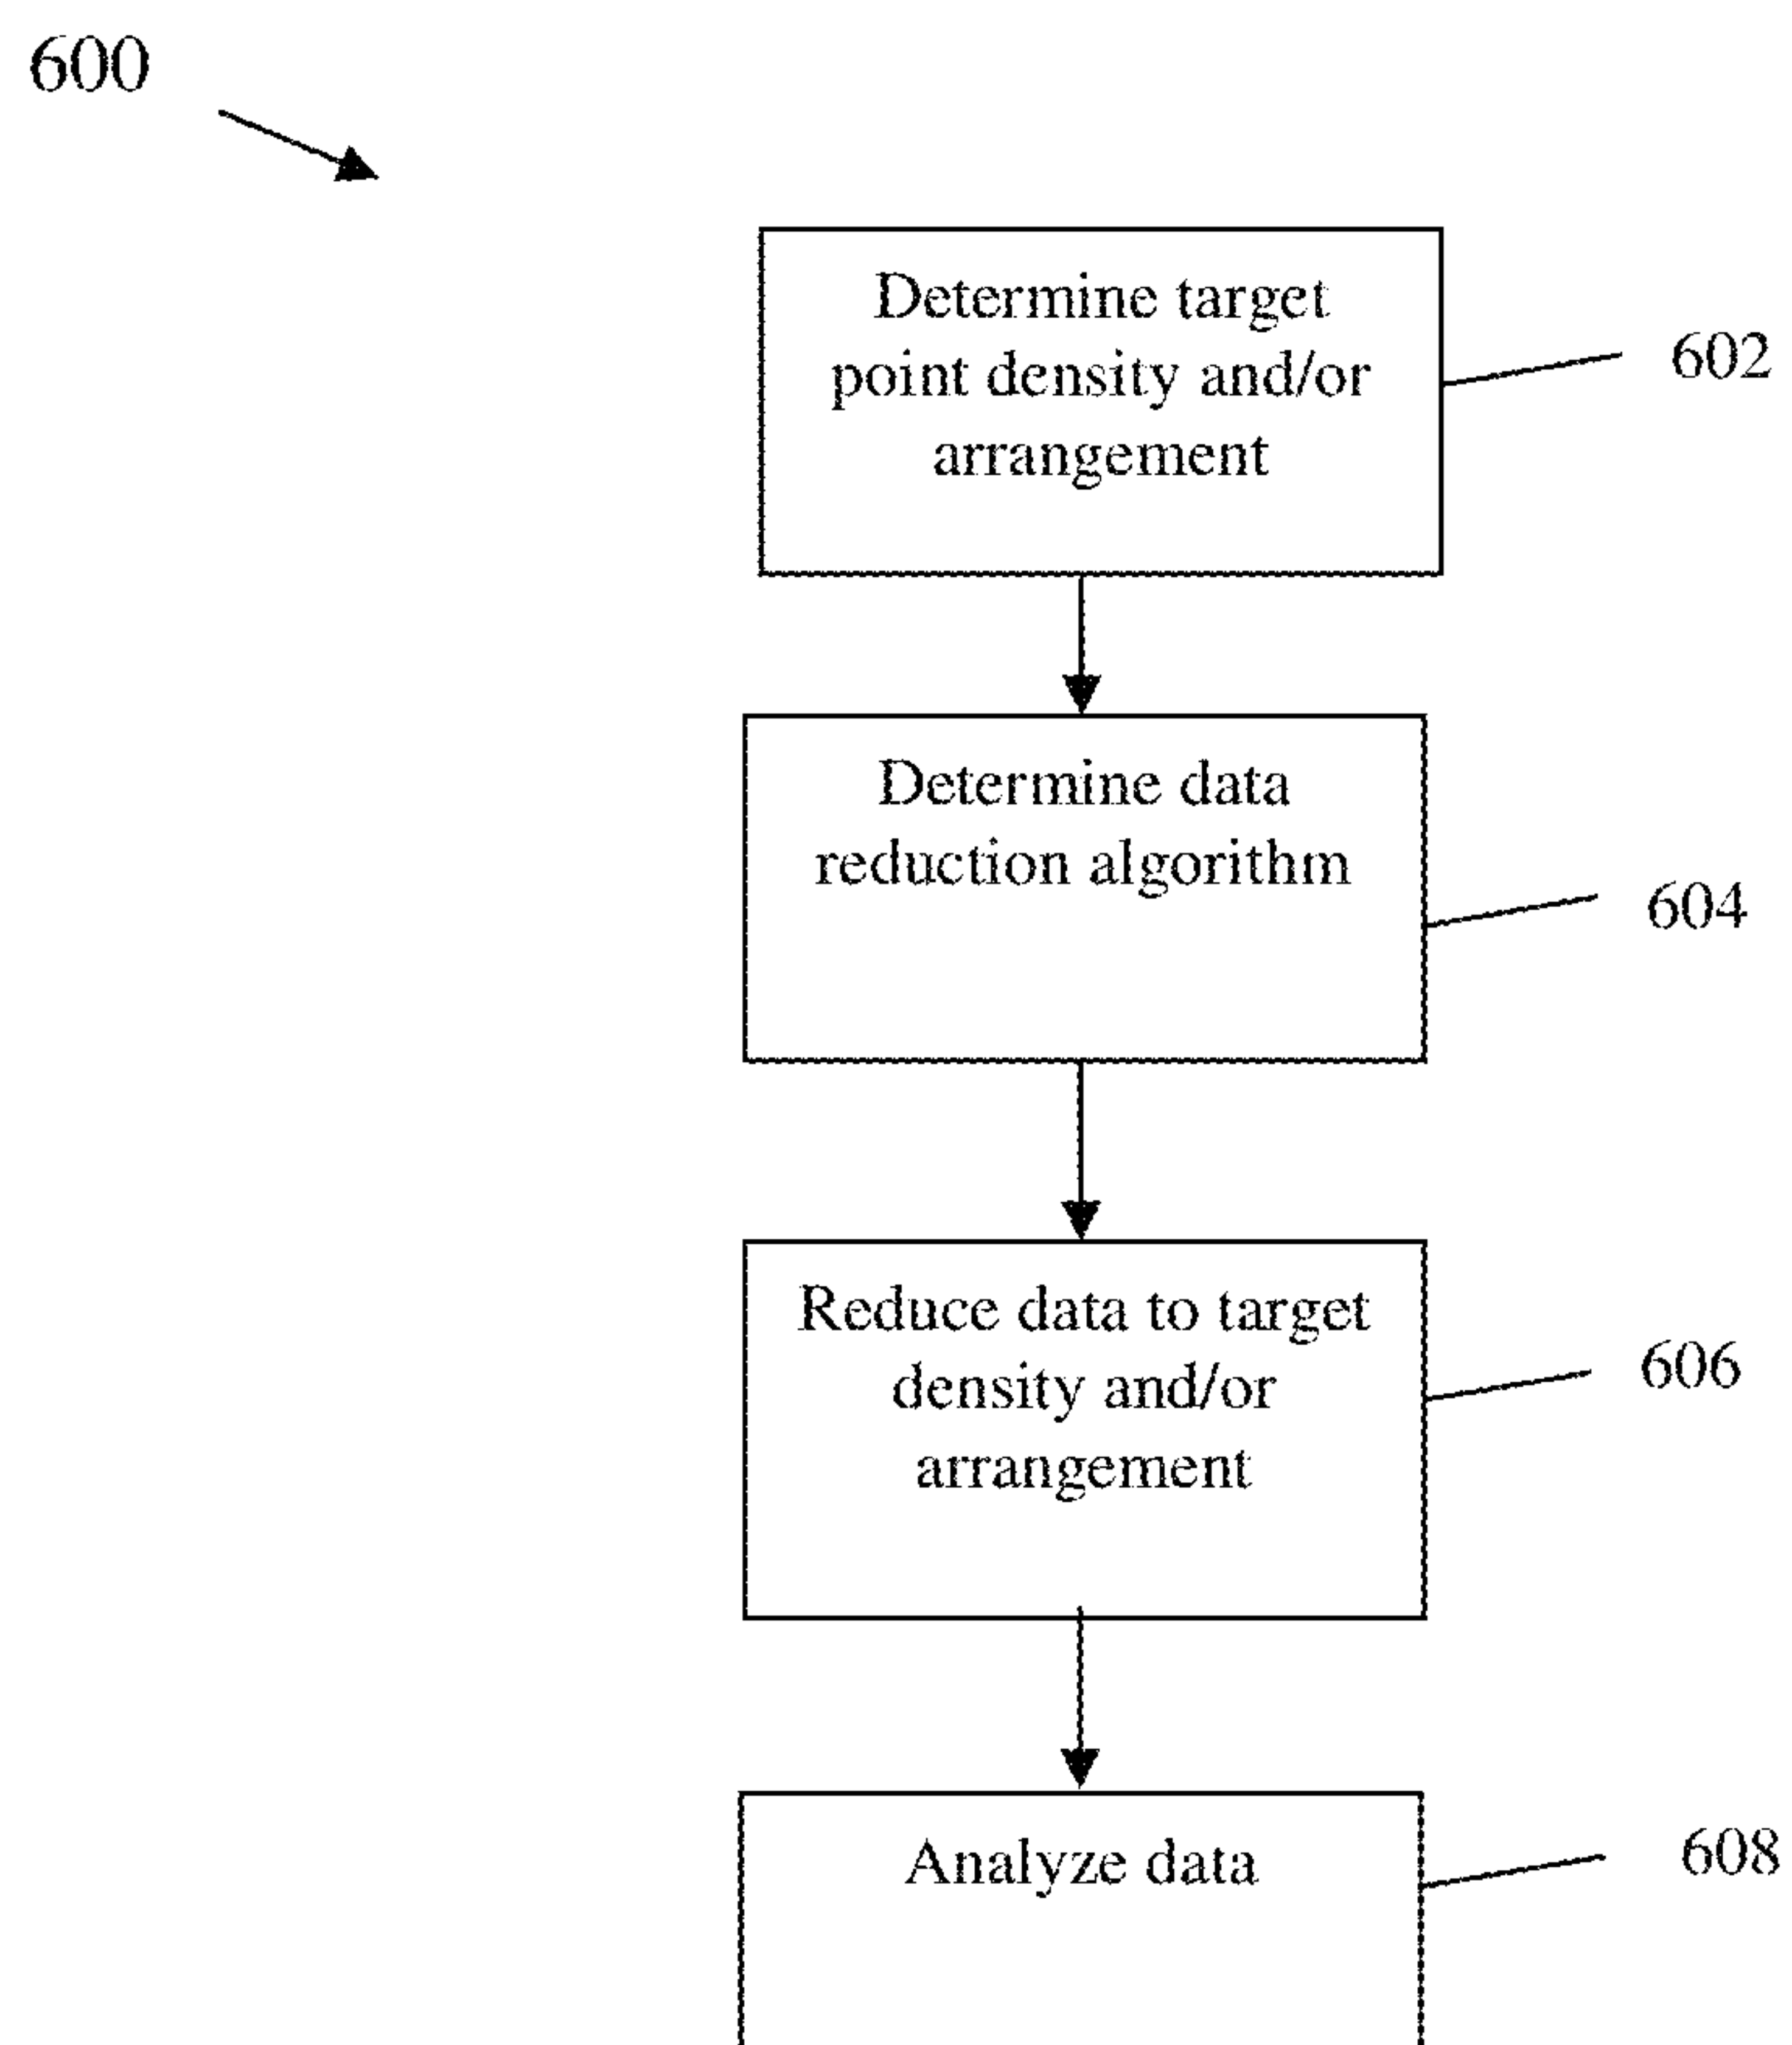 600
Determine target
point density and/or
arrangement
602
Determine data
reduction algorithm
604
Reduce data to target
density and/or
arrangement
606
Analyze data
608